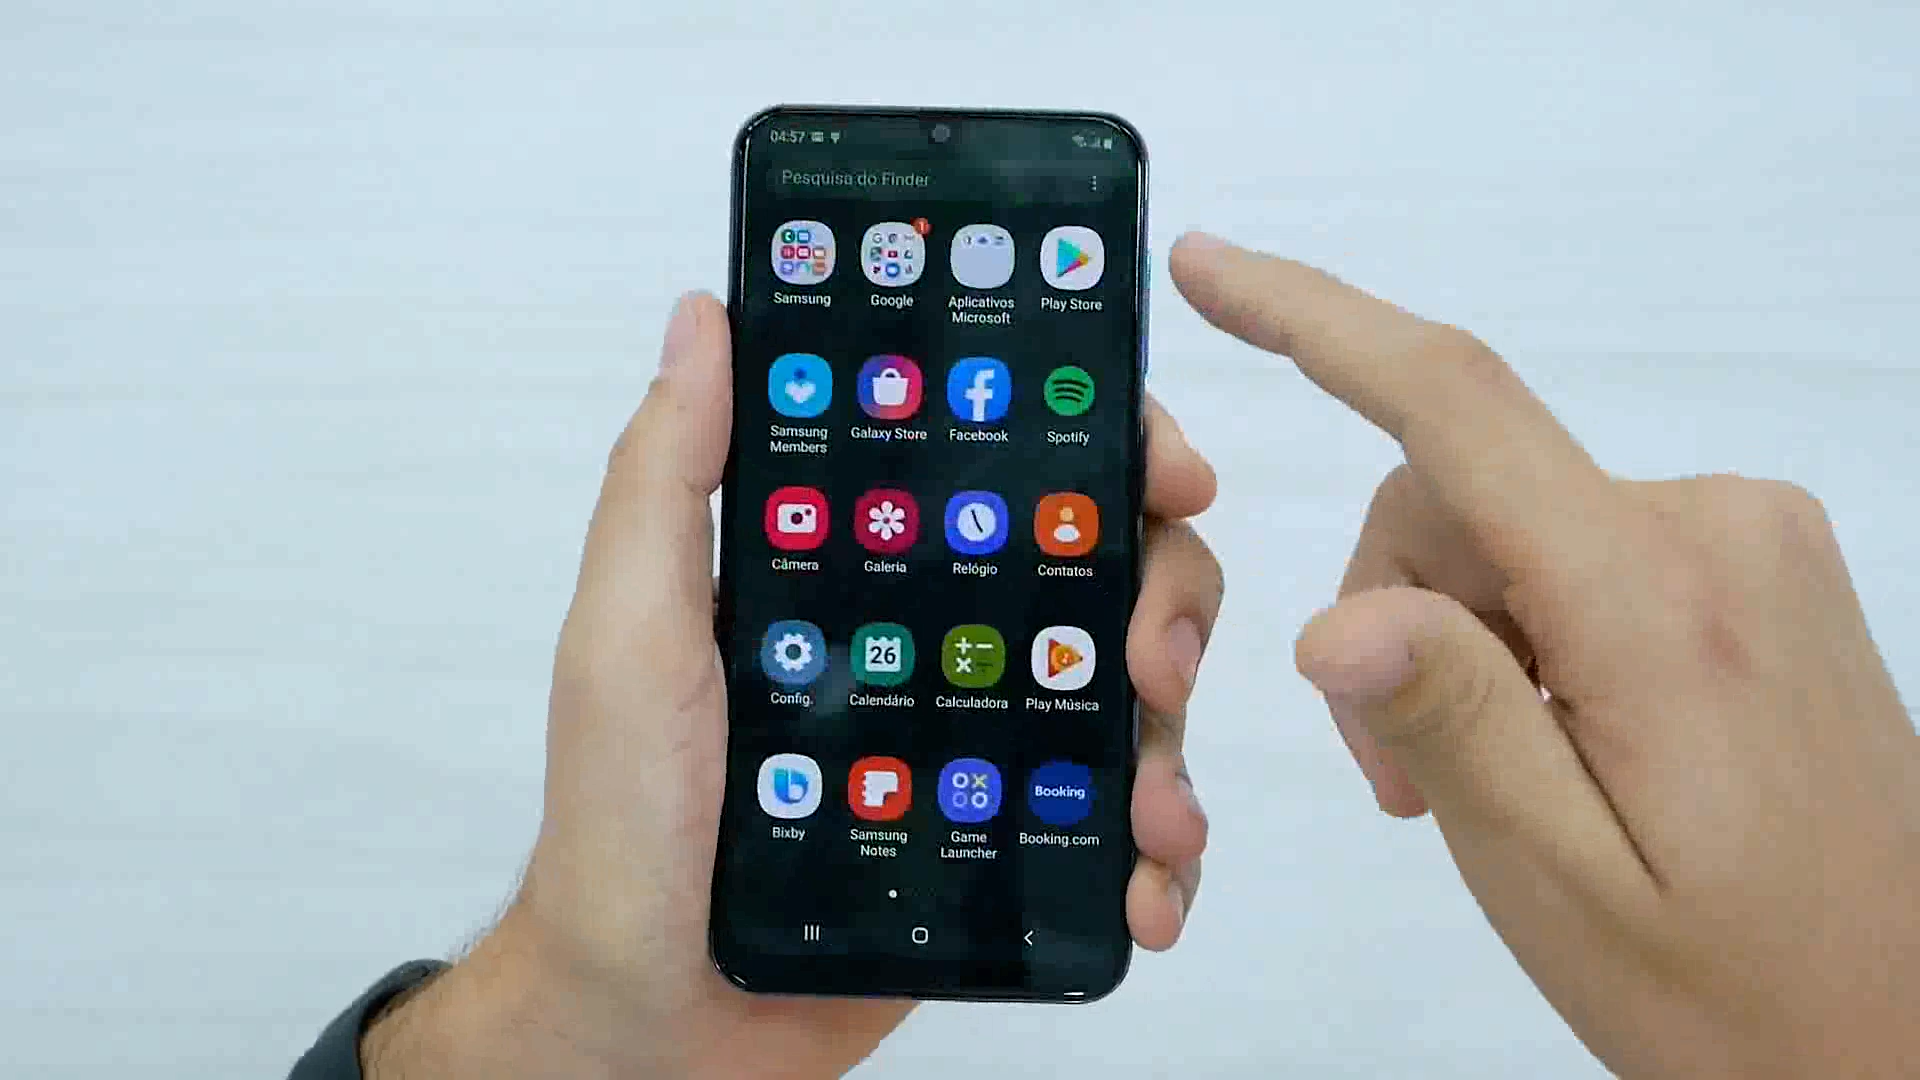 04:57
Pesquisa do Finder
1
Samsung
Google
Aplicativos
Microsoft
Play Store
Samsung
Members
Galaxy Store
Facebook
Spotify
Câmera
Galeria
Relógio
Contatos
26
Config.
Calendário
Calculadora
Play Música
Booking
Bixby
Samsung
Notes
Game
Launcher
Booking.com